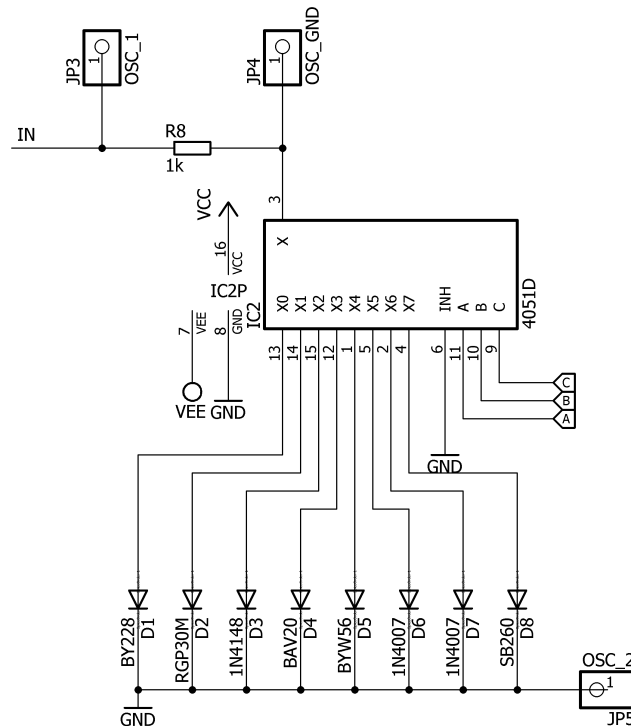 JP3
1
OSC_1
JP4
1
OSC_GND
IN
R8
1k
3
VCC
16
VCC
X
IC2P
IC2
X0
X1
X2
X3
X4
X5
X6
X7
INH
A
B
C
4051D
7
VEE
8
GND
13
14
15
12
1
5
2
4
6
11
10
9
C
B
A
VEE
GND
GND
BY228
D1
RGP30M
D2
1N4148
D3
BAV20
D4
BYW56
D5
1N4007
D6
1N4007
D7
SB260
D8
OSC_2
1
JP5
GND